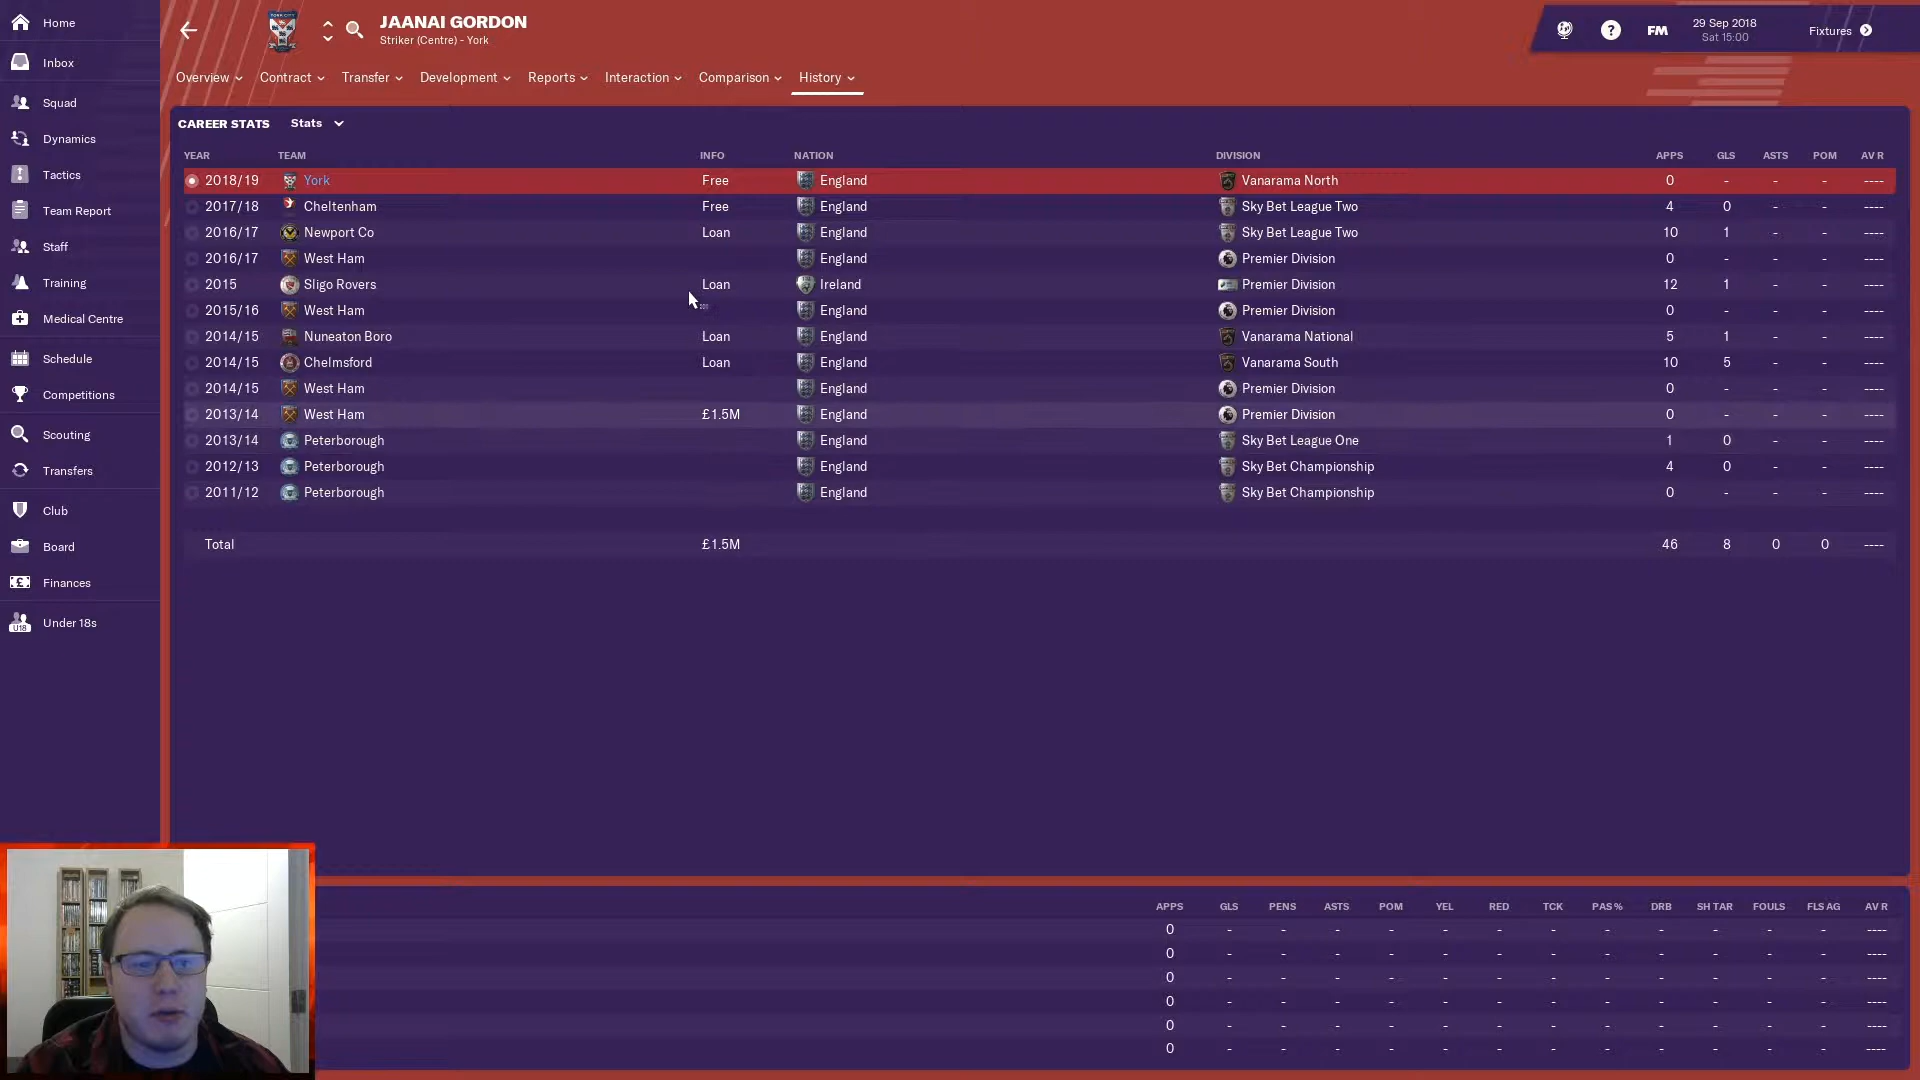 Home
Inbox
Squad
Dynamics
Tactics
Team Report
Staff
Training
Medical Centre
Schedule
Competitions
Scouting
Transfers
Club
Board
Finances
U18 Under 18s
YORK CITY
JAANAI GORDON
Striker (Centre) - York
? FM 29 Sep 2018 Fixtures
Sat 15:00
Overview Contract Transfer Development Reports Interaction Comparison History
CAREER STATS Stats
YEAR TEAM INFO NATION DIVISION APPS GLS ASTS POM AV R
2018/19 York Free England Vanarama North 0 - - - ----
2017/18 Cheltenham Free England Sky Bet League Two 4 0 - - ----
2016/17 Newport Co Loan England Sky Bet League Two 10 1 - - ----
2016/17 West Ham England Premier Division 0 - - - ----
2015 Sligo Rovers Loan Ireland Premier Division 12 1 - - ----
2015/16 West Ham England Premier Division 0 - - - ----
2014/15 Nuneaton Boro Loan England Vanarama National 5 1 - - ----
2014/15 Chelmsford Loan England Vanarama South 10 5 - - ----
2014/15 West Ham England Premier Division 0 - - - ----
2013/14 West Ham £1.5M England Premier Division 0 - - - ----
2013/14 Peterborough England Sky Bet League One 1 0 - - ----
2012/13 Peterborough England Sky Bet Championship 4 0 - - ----
2011/12 Peterborough England Sky Bet Championship 0 - - - ----
Total £1.5M 46 8 0 0 ----
APPS GLS PENS ASTS POM YEL RED TCK PAS % DRB SH TAR FOULS FLS AG AV R
0 - - - - - - - - - - - - ----
0 - - - - - - - - - - - - ----
0 - - - - - - - - - - - - ----
0 - - - - - - - - - - - - ----
0 - - - - - - - - - - - - ----
0 - - - - - - - - - - - - ----